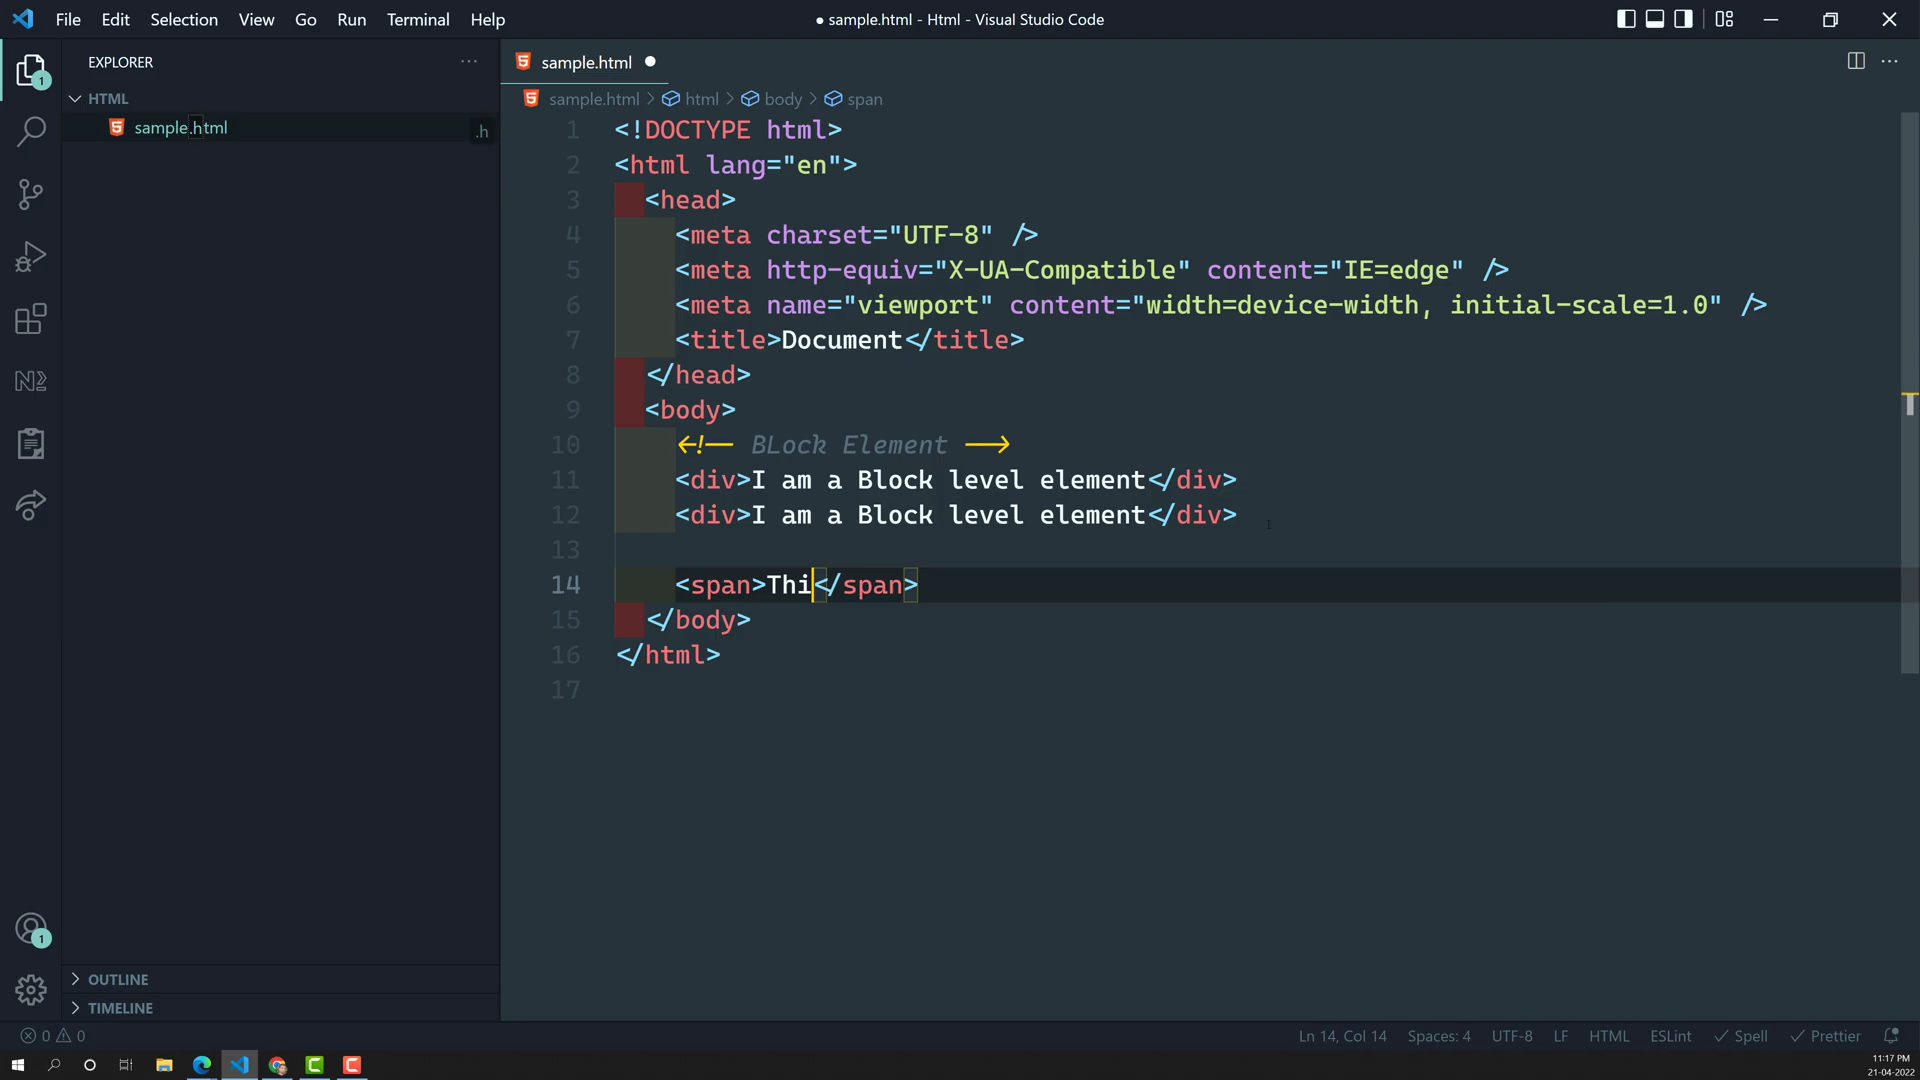 File Edit Selection View Go Run Terminal Help
● sample.html - Html - Visual Studio Code
EXPLORER
HTML
sample.html
.h
1
1
sample.html
sample.html > html > body > span
1 <!DOCTYPE html>
2 <html lang="en">
3 <head>
4 <meta charset="UTF-8" />
5 <meta http-equiv="X-UA-Compatible" content="IE=edge" />
6 <meta name="viewport" content="width=device-width, initial-scale=1.0" />
7 <title>Document</title>
8 </head>
9 <body>
10 <!-- BLock Element -->
11 <div>I am a Block level element</div>
12 <div>I am a Block level element</div>
13
14 <span>Thi</span>
15 </body>
16 </html>
17
OUTLINE
TIMELINE
0 0
Ln 14, Col 14 Spaces: 4 UTF-8 LF HTML ESLint Spell Prettier
11:17 PM
21-04-2022